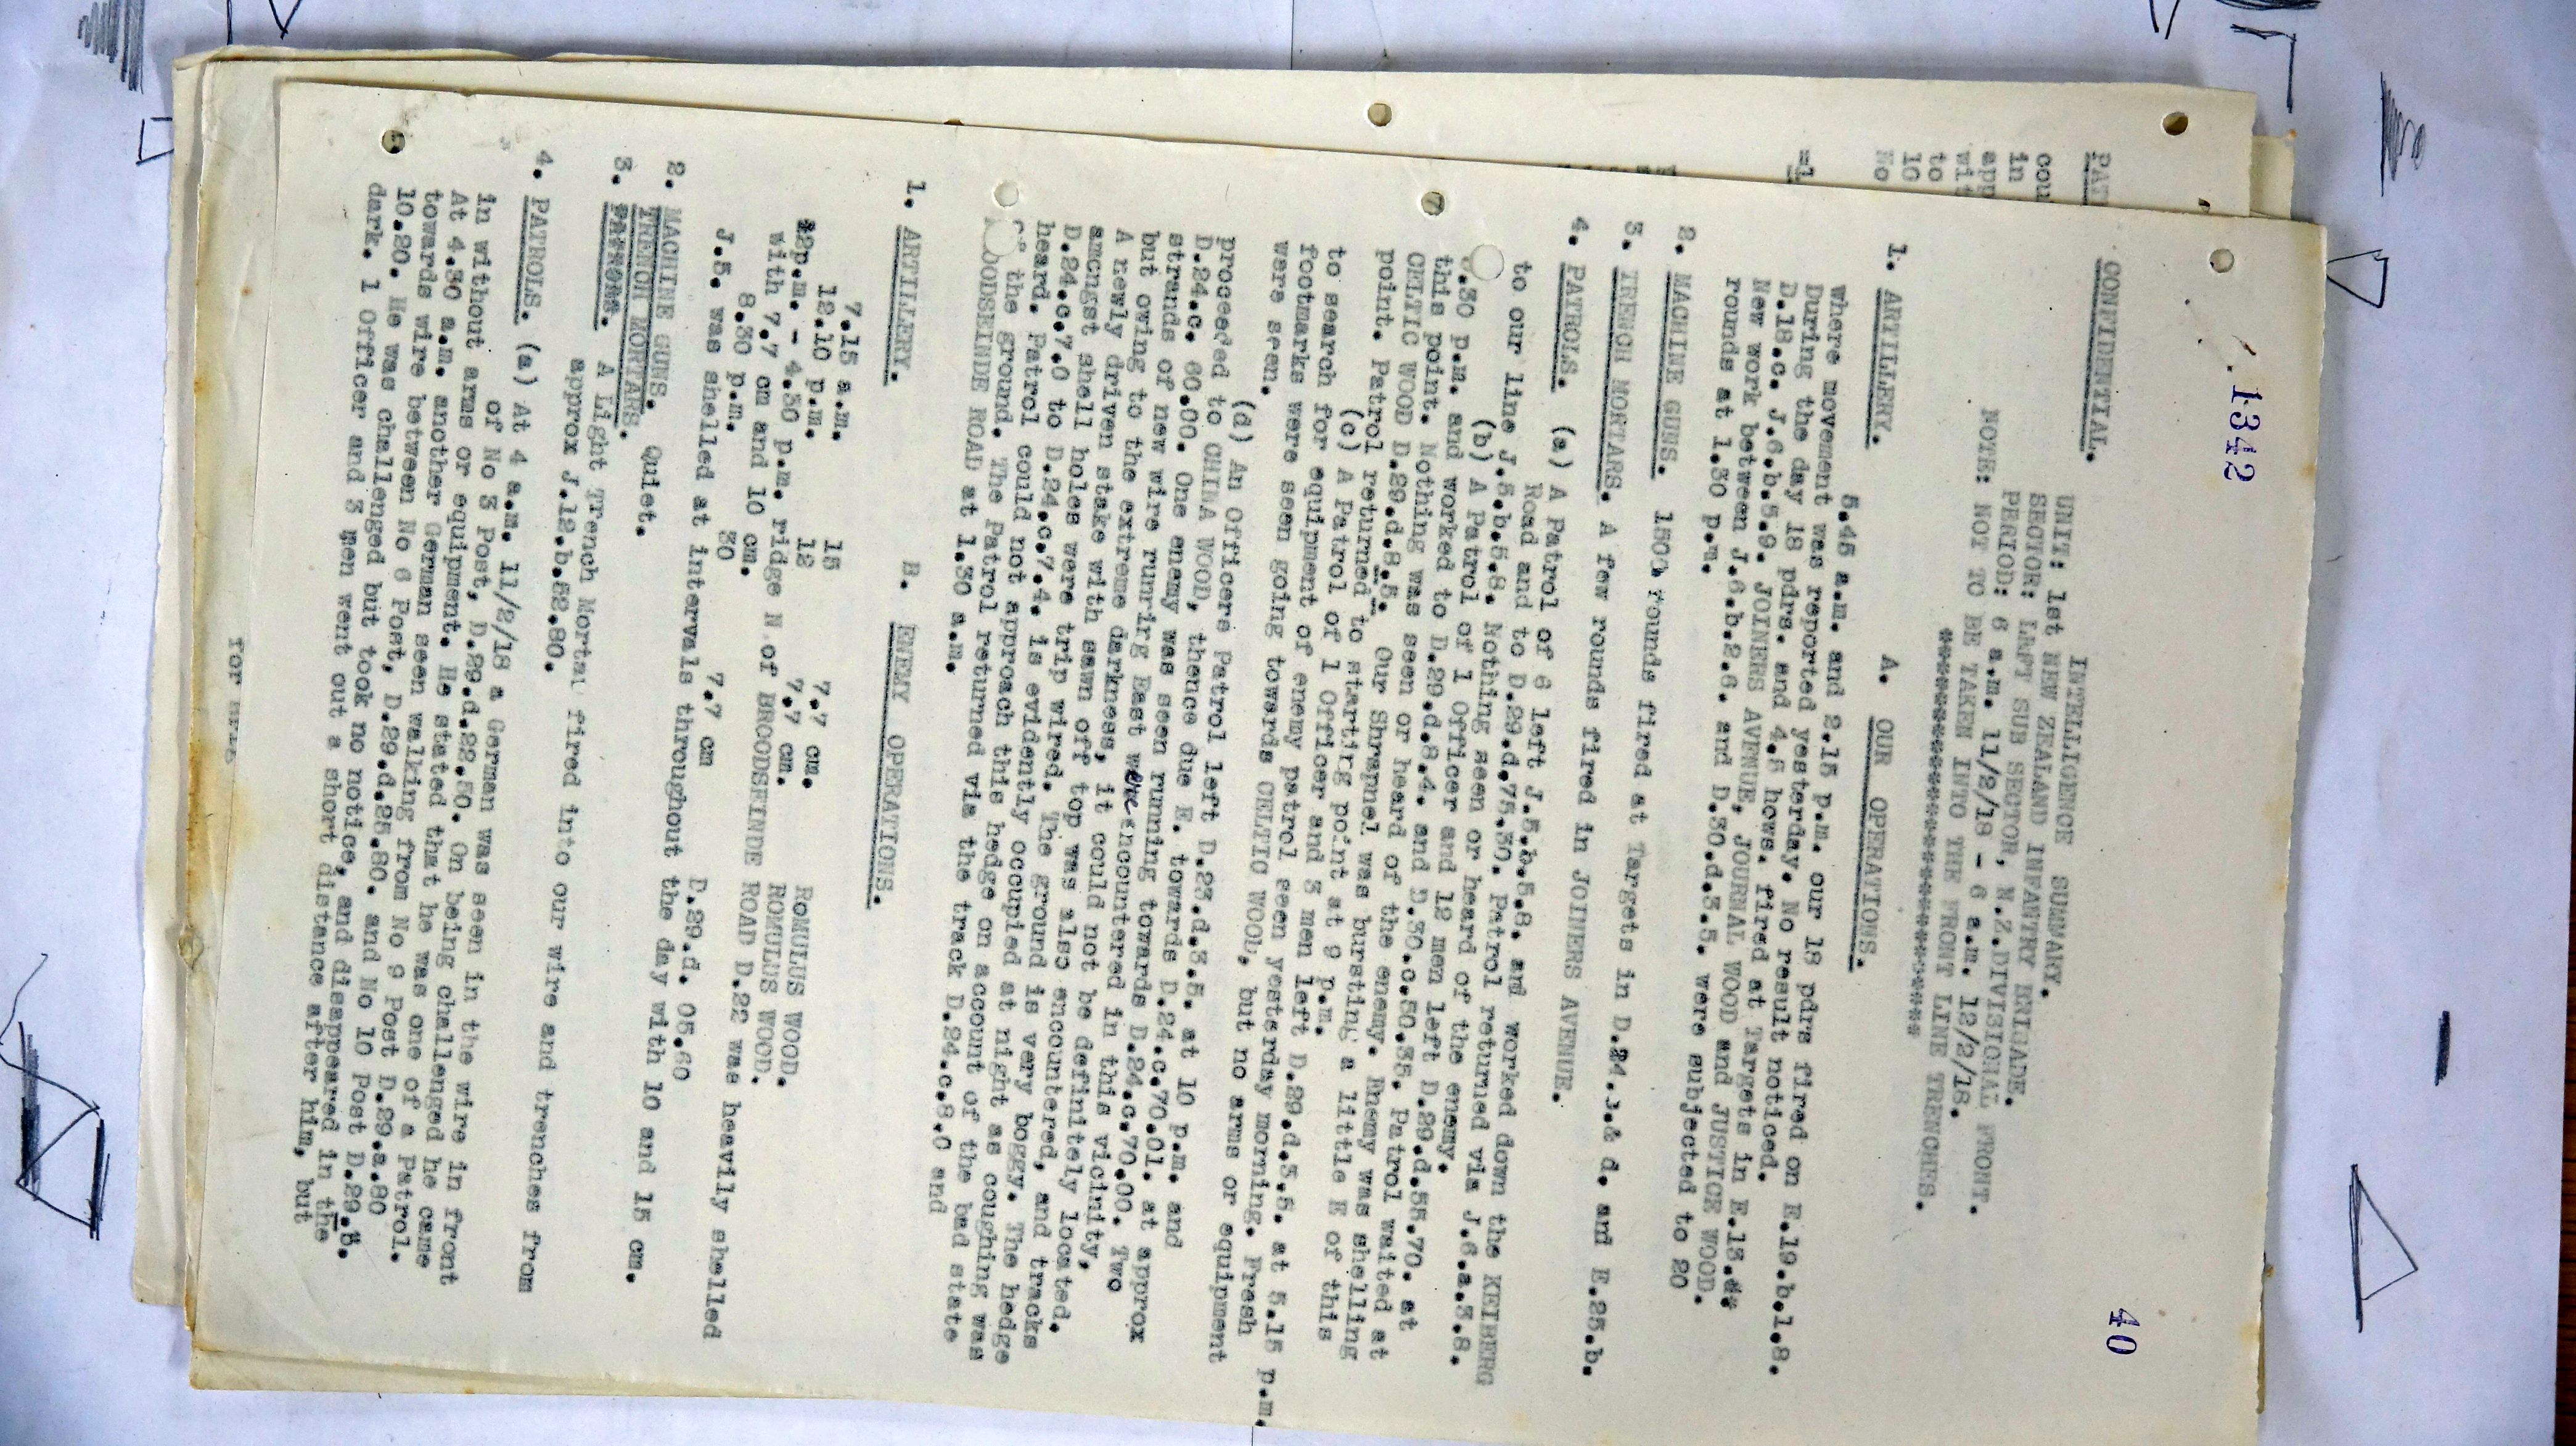 1342
40
CONFIDENTIAL.
INTELLIGENCE SUMMARY.
UNIT: 1st NEW ZEALAND INFANTRY BRIGADE.
SECTOR: LEFT SUB SECTOR, N.Z.DIVISIONAL FRONT.
PERIOD: 6 a.m. 11/2/18 - 6 a.m. 12/2/18.
NOTE: NOT TO BE TAKEN INTO THE FRONT LINE TRENCHES.
A. OUR OPERATIONS.
1. ARTILLERY.
5.45 a.m. and 2.15 p.m. our 18 pdrs fired on E.19.b.1.8.
where movement was reported yesterday. No result noticed.
During the day 18 pdrs. and 4.5 hows. fired at Targets in E.13.
D.18.c. J.6.b.5.9. JOINERS AVENUE, JOURNAL WOOD and JUSTICE WOOD.
New work between J.6.b.2.6. and D.30.d.3.5. were subjected to 20
rounds at 1.30 p.m.
2. MACHINE GUNS. 1500 rounds fired at Targets in D.24. & d. and E.25.b.
3. TRENCH MORTARS. A few rounds fired in JOINERS AVENUE.
4. PATROLS. (a) A Patrol of 6 left J.5.b.5.8. and worked down the KEIBERG
Road and to D.29.d.75.30. Patrol returned via J.6.a.3.8.
to our line J.5.b.5.8. Nothing seen or heard of the enemy.
(b) A Patrol of 1 Officer and 12 men left D.29.d.55.70. at
.30 p.m. and worked to D.29.d.8.4. and D.30.c.50.35. Patrol waited at
this point. Nothing was seen or heard of the enemy. Enemy was shelling
CELTIC WOOD D.29.d.8.5. Our Shrapnel was bursting a little E of this
point. Patrol returned to starting point at 9 p.m.
(c) A Patrol of 1 Officer and 3 men left D.29.d.3.5. at 5.15 p.m.
to search for equipment of enemy patrol seen yesterday morning. Fresh
footmarks were seen going towards CELTIC WOOD, but no arms or equipment
were seen.
(d) An Officers Patrol left D.23.d.3.5. at 10 p.m. and
proceeded to CHINA WOOD, thence due E. towards D.24.c.70.01. at approx
D.24.c. 60.00. One enemy was seen running towards D.24.c.70.00. Two
strands of new wire running East were encountered in this vicinity,
but owing to the extreme darkness, it could not be definitely located.
A newly driven stake with sawn off top was also encountered, and tracks
amongst shell holes were trip wired. The ground is very boggy. The hedge
D.24.c.7.0 to D.24.c.7.4. is evidently occupied at night as coughing was
heard. Patrol could not approach this hedge on account of the bad state
of the ground. The Patrol returned via the track D.24.c.8.0 and
OODSEINDE ROAD at 1.30 a.m.
B. ENEMY OPERATIONS.
1. ARTILLERY.
7.15 a.m. 15 7.7 cm. ROMULUS WOOD.
12.10 p.m. 12 7.7 cm. ROMULUS WOOD.
12p.m. - 4.30 p.m. ridge N of BROODSEINDE ROAD D.22 was heavily shelled
with 7.7 cm and 10 cm.
8.30 p.m. 30 7.7 cm D.29.d. 05.60
J.5. was shelled at intervals throughout the day with 10 and 15 cm.
2. MACHINE GUNS. Quiet.
TRENCH MORTARS.
3. Patrols. A Light Trench Mortar fired into our wire and trenches from
approx J.12.b.52.80.
4. PATROLS. (a) At 4 a.m. 11/2/18 a German was seen in the wire in front
of No 3 Post, D.29.d.22.50. On being challenged he came
in without arms or equipment. He stated that he was one of a Patrol.
At 4.30 a.m. another German seen walking from No 9 Post D.29.a.80
towards wire between No 6 Post, D.29.d.25.80. and No 10 Post D.29.b.
10.20. He was challenged but took no notice, and disappeared in the
dark. 1 Officer and 3 men went out a short distance after him, but
PAT
cou
in
app
wit
to
10
No
=1